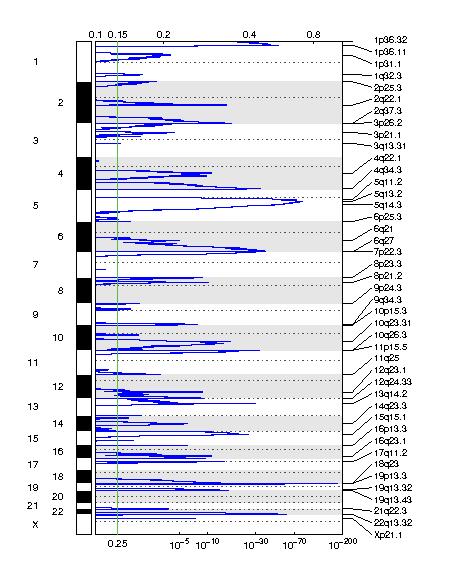 0.1 0.15 0.2 0.4 0.8
1
2
3
4
5
6
7
8
9
10
11
12
13
14
15
16
17
18
19
20
21
22
X
1p36.32
1p36.11
1p31.1
1q32.3
2p25.3
2q22.1
2q37.3
3p26.2
3p21.1
3q13.31
4q22.1
4q34.3
5q11.2
5q13.2
5q14.3
6p25.3
6q21
6q27
7p22.3
8p23.3
8p21.2
9p24.3
9q34.3
10p15.3
10q23.31
10q26.3
11p15.5
11q25
12q23.1
12q24.33
13q14.2
14q23.3
15q15.1
16p13.3
16q23.1
17q11.2
18q23
19p13.3
19q13.32
19q13.43
21q22.3
22q13.32
Xp21.1
0.25 10⁻⁵ 10⁻¹⁰ 10⁻³⁰ 10⁻⁷⁰ 10⁻²⁰⁰